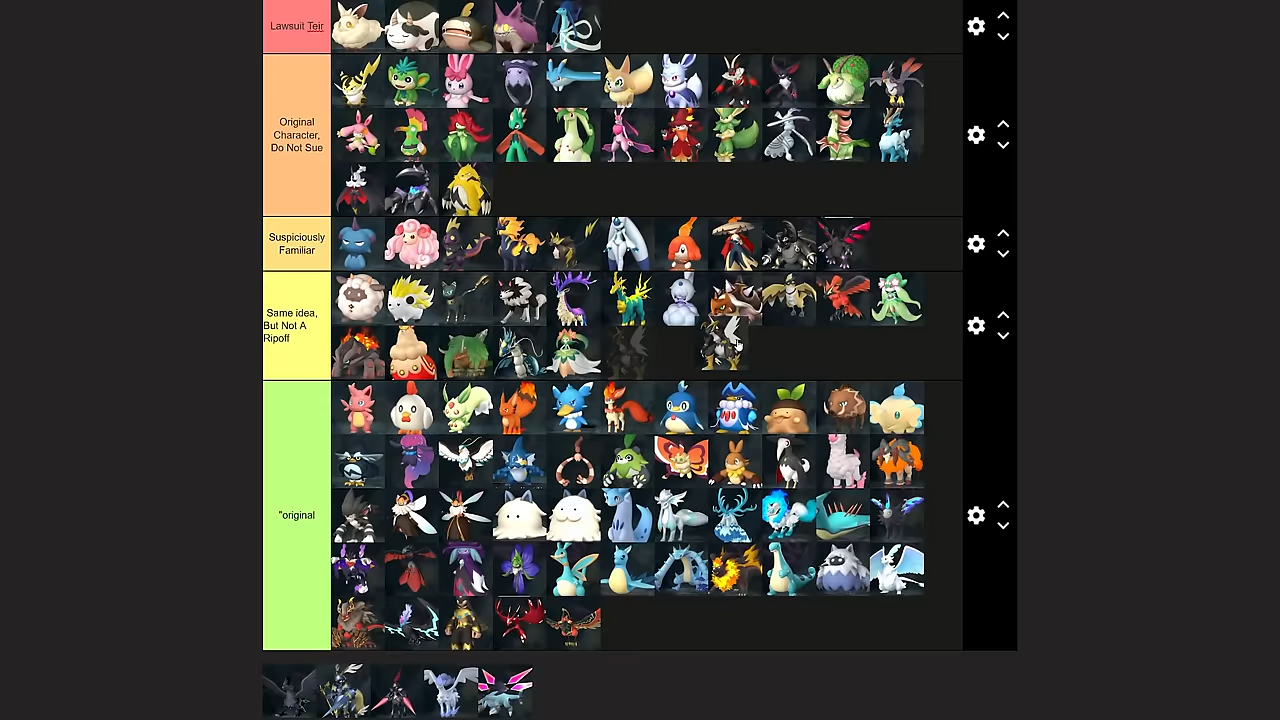 Lawsuit Teir
Original
Character,
Do Not Sue
Suspiciously
Familiar
Same idea,
But Not A
Ripoff
"original